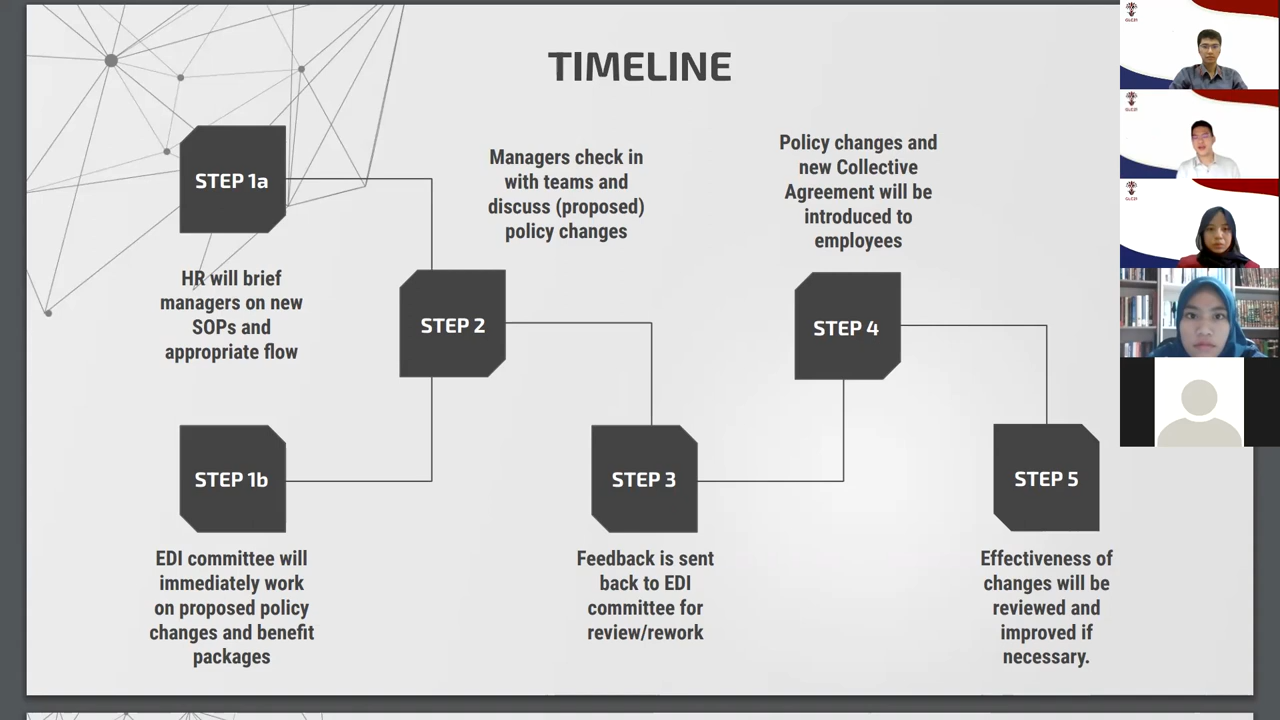 TIMELINE
STEP 1a
HR will brief
managers on new
SOPs and
appropriate flow
STEP 1b
EDI committee will
immediately work
on proposed policy
changes and benefit
packages
Managers check in
with teams and
discuss (proposed)
policy changes
STEP 2
STEP 3
Feedback is sent
back to EDI
committee for
review/rework
Policy changes and
new Collective
Agreement will be
introduced to
employees
STEP 4
STEP 5
Effectiveness of
changes will be
reviewed and
improved if
necessary.